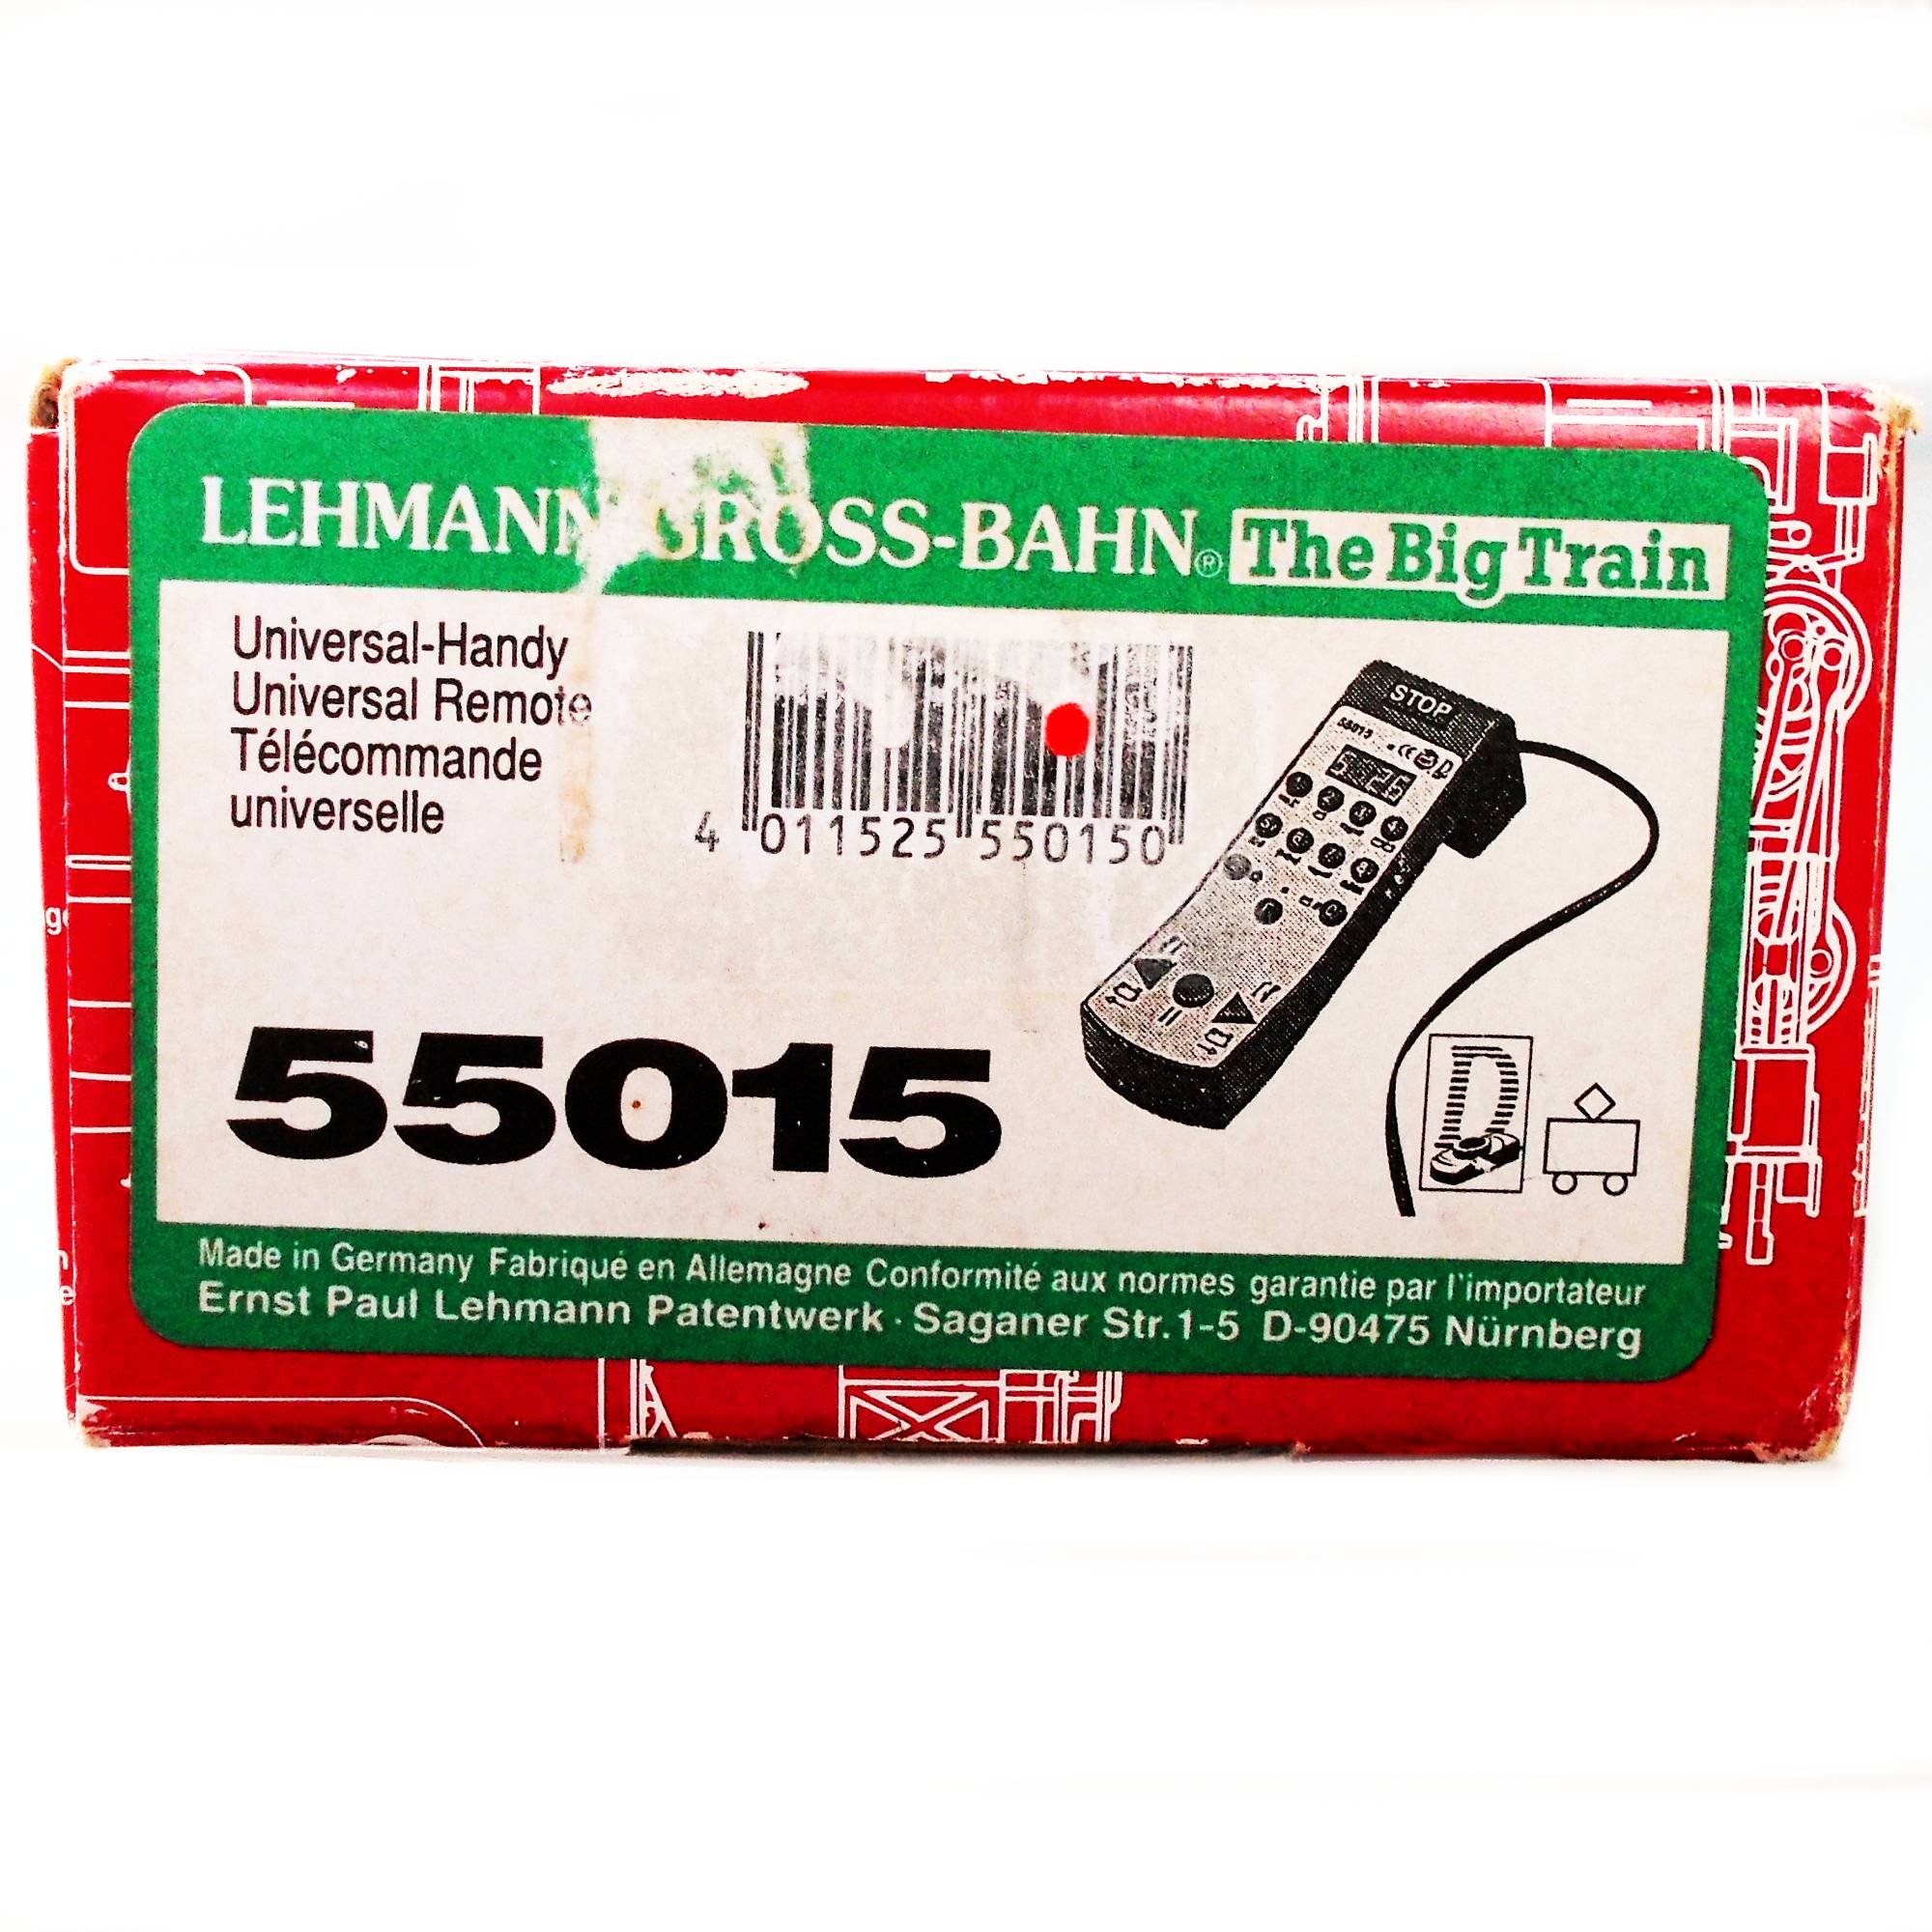 LEHMANN GROSS-BAHN® The Big Train
Universal-Handy
Universal Remote
Télécommande
universelle
4 011525 550150
STOP
55015
55015
Made in Germany Fabriqué en Allemagne Conformité aux normes garantie par l'importateur
Ernst Paul Lehmann Patentwerk · Saganer Str. 1-5 D-90475 Nürnberg